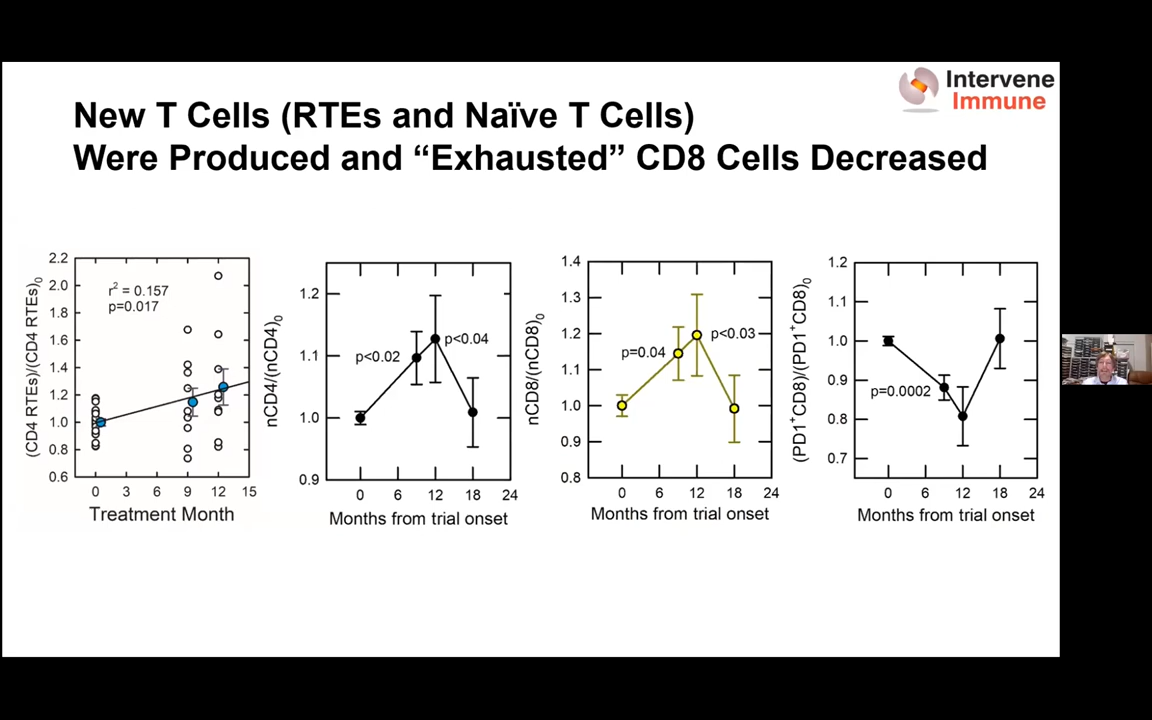 Intervene
Immune
New T Cells (RTEs and Naïve T Cells)
Were Produced and “Exhausted” CD8 Cells Decreased
(CD4 RTEs)/(CD4 RTEs)₀
2.2
2.0
1.8
1.6
1.4
1.2
1.0
0.8
0.6
r² = 0.157
p=0.017
0 3 6 9 12 15
Treatment Month
nCD4/(nCD4)₀
1.2
1.1
1.0
0.9
p<0.02
p<0.04
0 6 12 18 24
Months from trial onset
nCD8/(nCD8)₀
1.4
1.3
1.2
1.1
1.0
0.9
0.8
p=0.04
p<0.03
0 6 12 18 24
Months from trial onset
(PD1⁺CD8)/(PD1⁺CD8)₀
1.2
1.1
1.0
0.9
0.8
0.7
p=0.0002
0 6 12 18 24
Months from trial onset